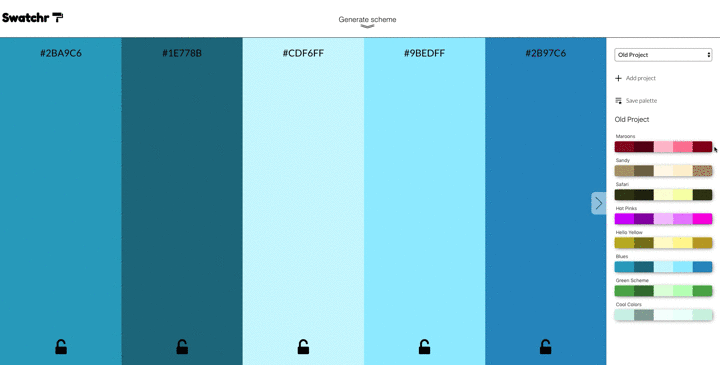 Swatchr
Generate scheme
#2BA9C6
#1E778B
#CDF6FF
#9BEDFF
#2B97C6
Old Project
Add project
Save palette
Old Project
Maroons
Sandy
Safari
Hot Pinks
Hello Yellow
Blues
Green Scheme
Cool Colors